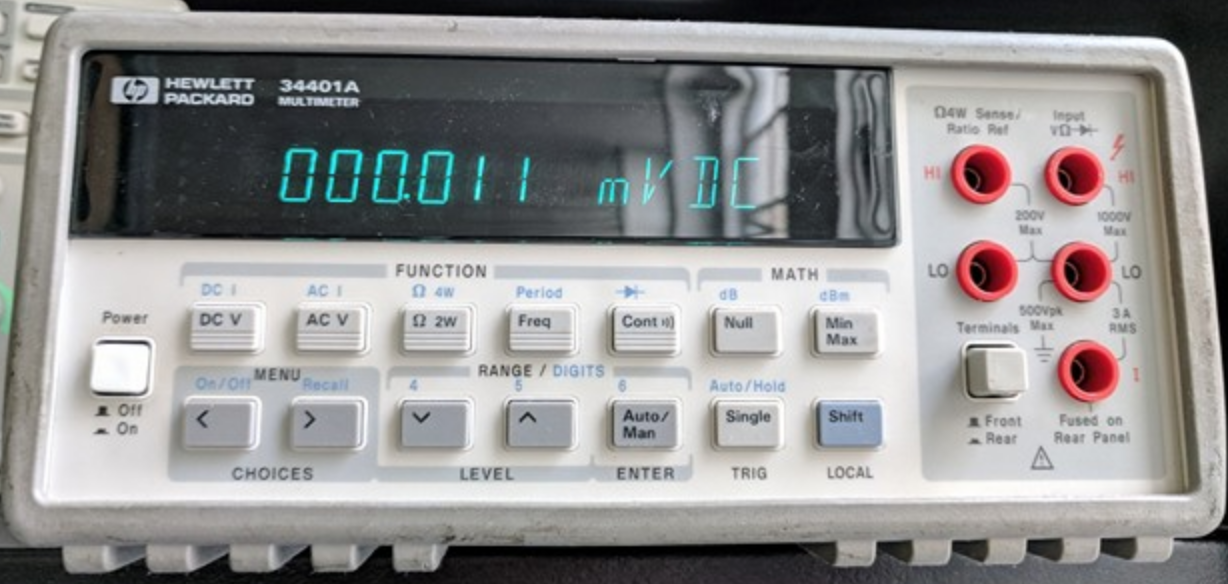 hp HEWLETT PACKARD 34401A MULTIMETER
000.011 mVDC
FUNCTION MATH
DC I AC I Ω 4W Period dB dBm
DC V AC V Ω 2W Freq Cont Null Min Max
Power
Off
On
MENU RANGE / DIGITS
On/Off Recall 4 5 6 Auto/Hold
< > Auto/Man Single Shift
CHOICES LEVEL ENTER TRIG LOCAL
Ω4W Sense/ Ratio Ref
Input VΩ
HI HI
200V Max
1000V Max
LO LO
500Vpk Max
3A RMS
Terminals
I
Front
Rear
Fused on Rear Panel